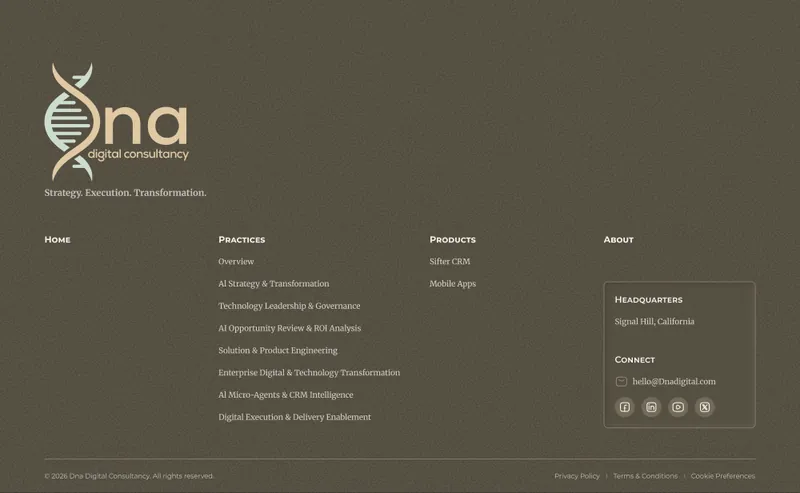 Dna
digital consultancy
Strategy. Execution. Transformation.
Home
Practices
Overview
AI Strategy & Transformation
Technology Leadership & Governance
AI Opportunity Review & ROI Analysis
Solution & Product Engineering
Enterprise Digital & Technology Transformation
AI Micro-Agents & CRM Intelligence
Digital Execution & Delivery Enablement
Products
Sifter CRM
Mobile Apps
About
Headquarters
Signal Hill, California
Connect
hello@Dnadigital.com
© 2026 Dna Digital Consultancy. All rights reserved.
Privacy Policy | Terms & Conditions | Cookie Preferences